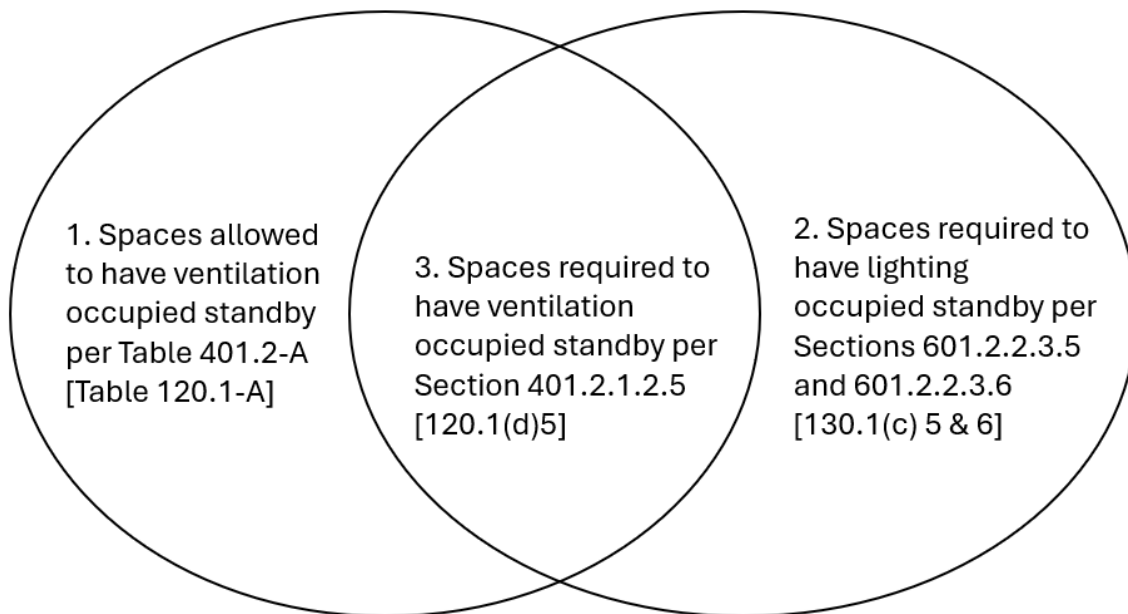 1. Spaces allowed
to have ventilation
occupied standby
per Table 401.2-A
[Table 120.1-A]
3. Spaces required to
have ventilation
occupied standby per
Section 401.2.1.2.5
[120.1(d)5]
2. Spaces required to
have lighting
occupied standby per
Sections 601.2.2.3.5
and 601.2.2.3.6
[130.1(c) 5 & 6]